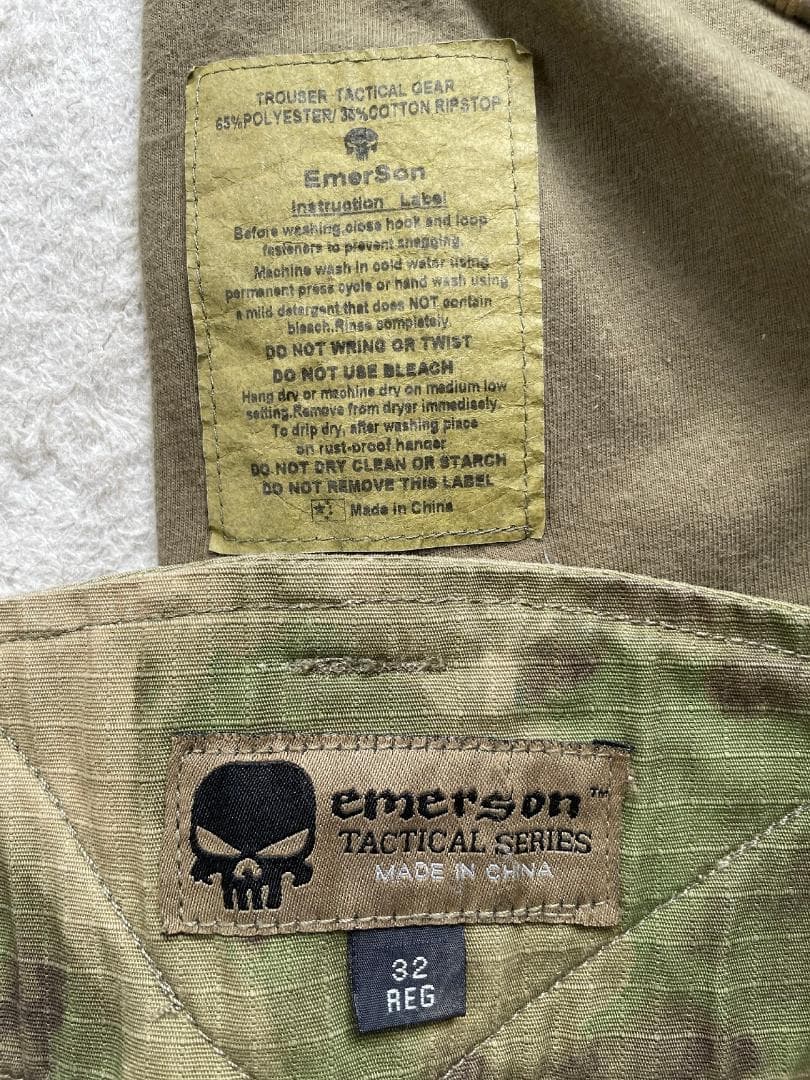 TROUSER TACTICAL GEAR
65%POLYESTER/ 35%COTTON RIPSTOP
EmerSon
Instruction Label
Before washing,close hook and loop
fasteners to prevent snagging.
Machine wash in cold water using
permanent press cycle or hand wash using
a mild detergent that does NOT contain
bleach.Rinse completely.
DO NOT WRING OR TWIST
DO NOT USE BLEACH
Hang dry or machine dry on medium low
setting.Remove from dryer immediately.
To drip dry, after washing place
on rust-proof hanger
DO NOT DRY CLEAN OR STARCH
DO NOT REMOVE THIS LABEL
Made in China
emerson™
TACTICAL SERIES
MADE IN CHINA
32
REG